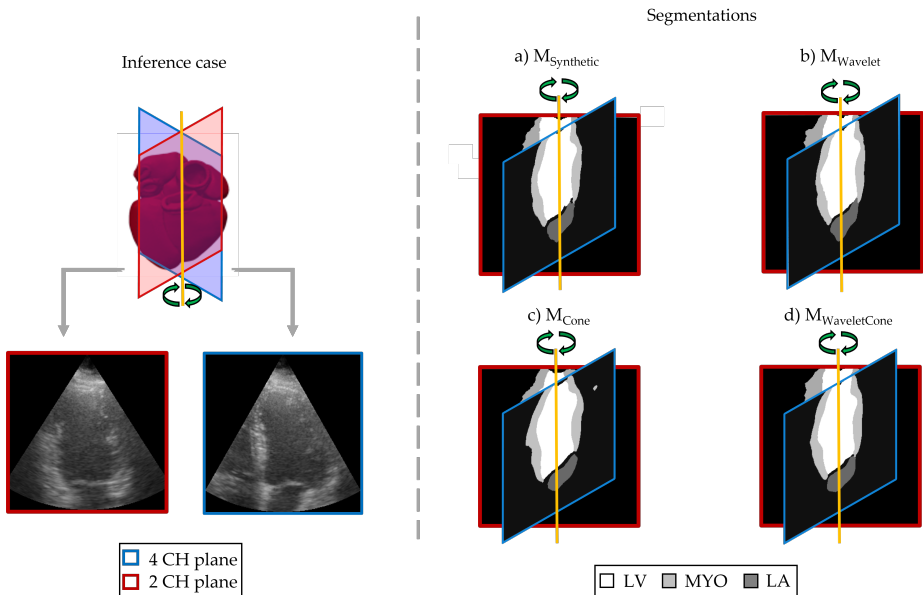 Segmentations
Inference case
a) M_Synthetic
b) M_Wavelet
c) M_Cone
d) M_WaveletCone
4 CH plane
2 CH plane
LV MYO LA